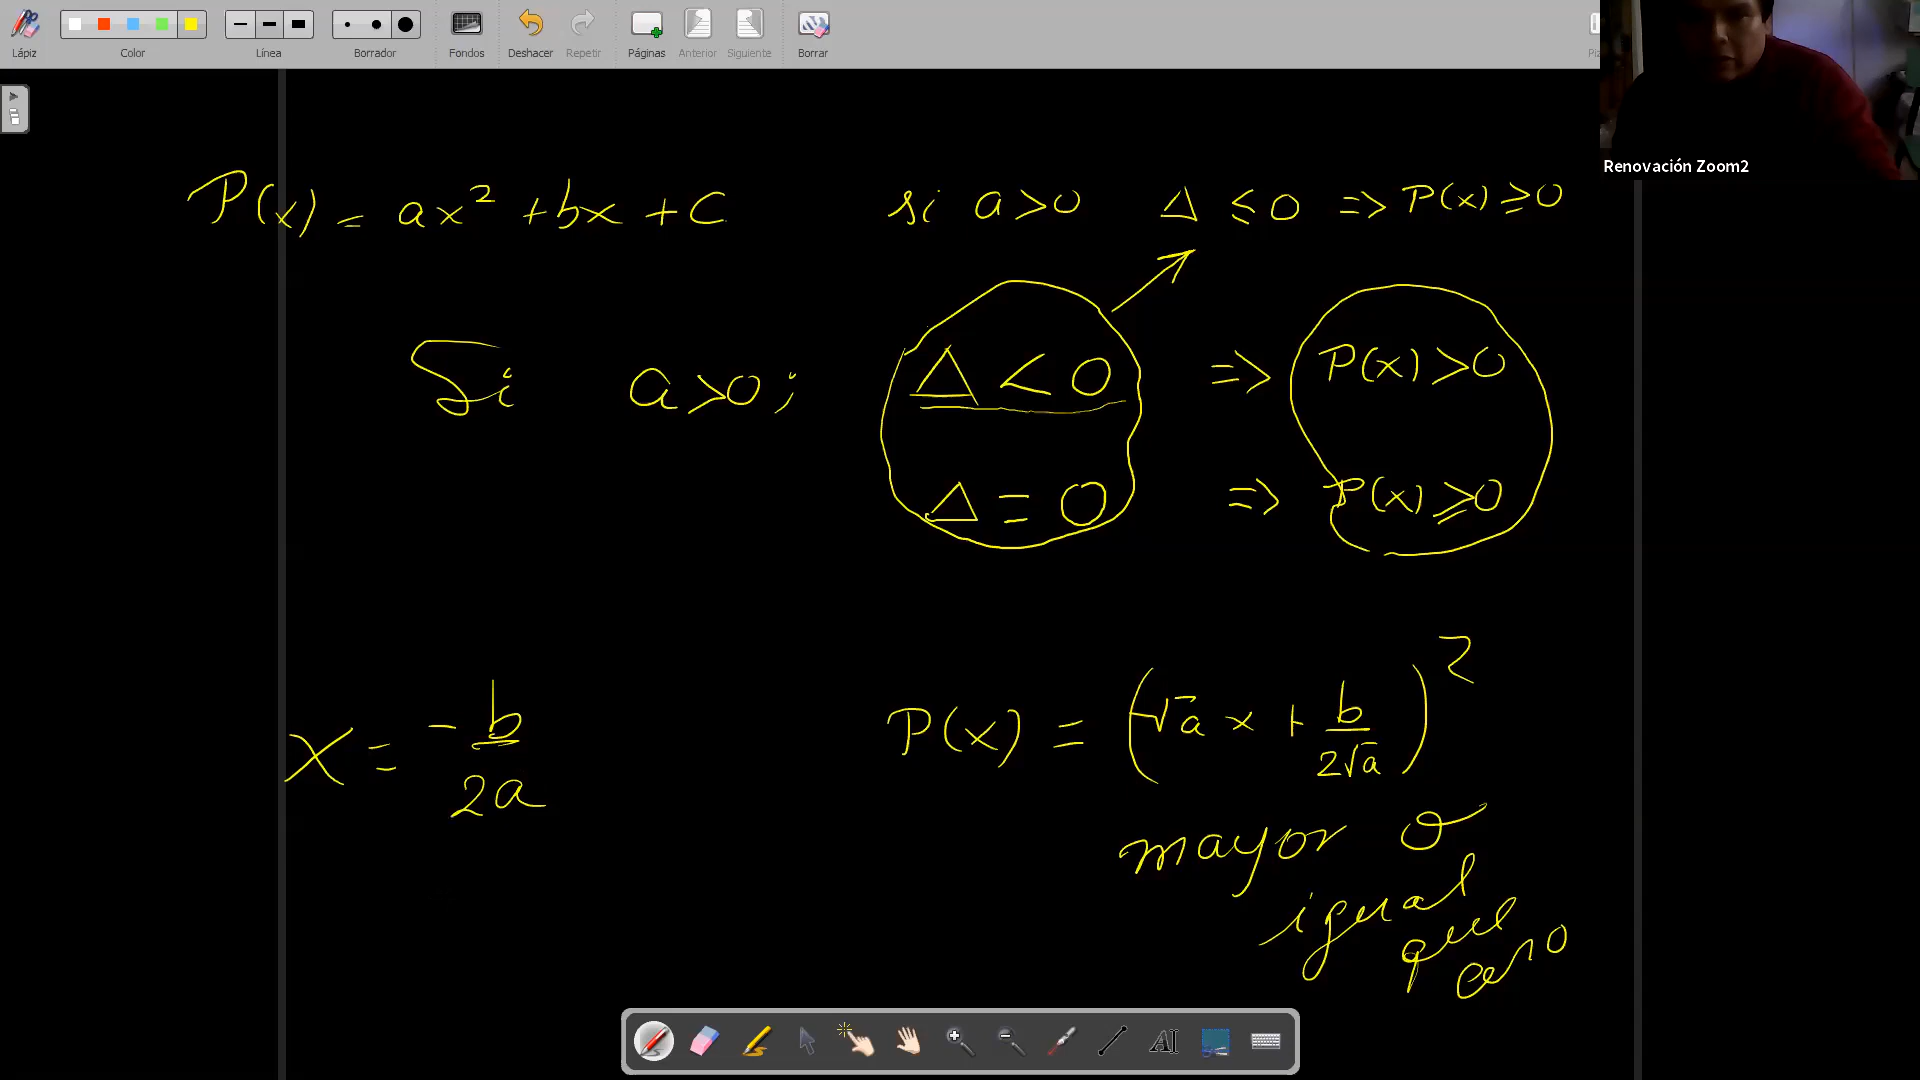 Lápiz Color Línea Borrador Fondos Deshacer Repetir Páginas Anterior Siguiente Borrar
Renovación Zoom2
P(x) = ax² + bx + c    si a>0  Δ ≤ 0 => P(x) ≥ 0
Si a>0; Δ < 0 => P(x) > 0
Δ = 0 => P(x) ≥ 0
x = -b/2a    P(x) = (√a x + b/2√a)²
mayor o
igual
que
cero